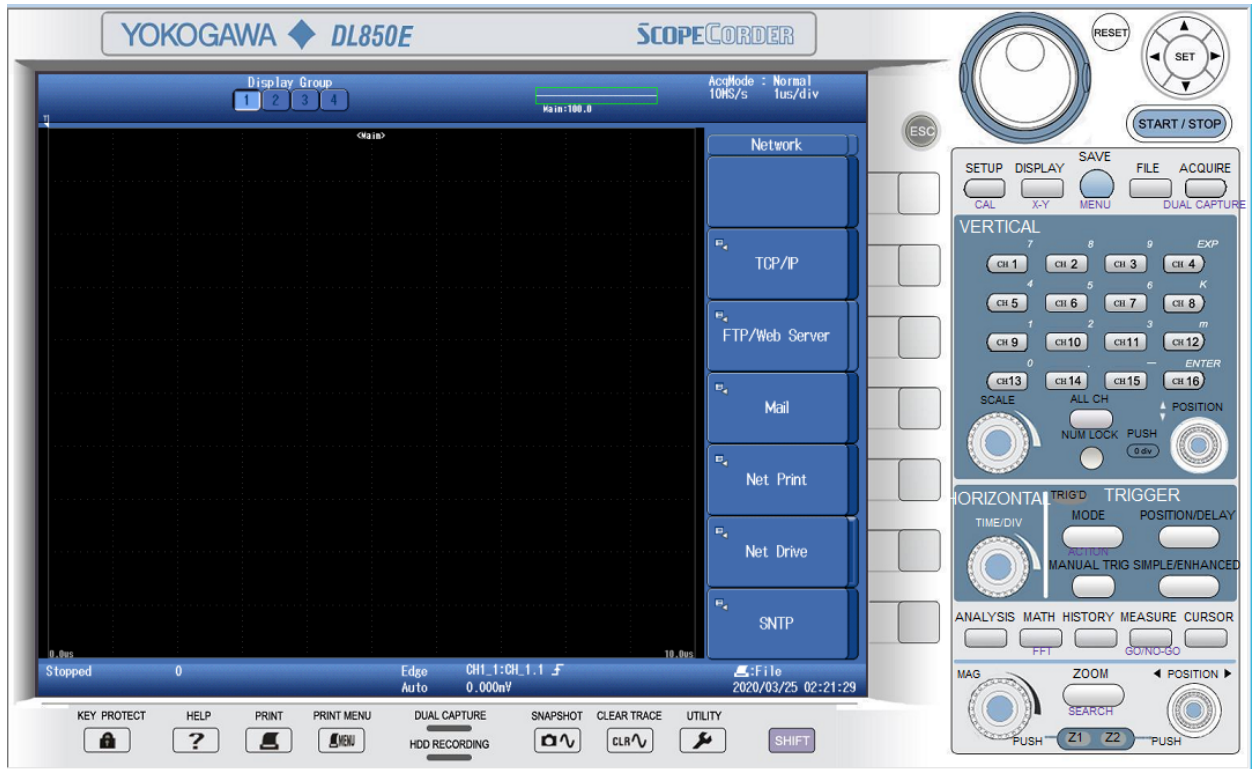 YOKOGAWA ◆ DL850E
SCOPECORDER
Display Group
1 2 3 4
Main:100.0
AcqMode : Normal
10MS/s 1us/div
<Main>
Network
TCP/IP
FTP/Web Server
Mail
Net Print
Net Drive
SNTP
0.0us
10.0us
Stopped
0
Edge CH1_1:CH_1.1
Auto 0.000mV
:File
2020/03/25 02:21:29
KEY PROTECT
HELP
?
PRINT
PRINT MENU
MENU
DUAL CAPTURE
HDD RECORDING
SNAPSHOT
CLEAR TRACE
CLR
UTILITY
SHIFT
ESC
RESET
SET
START / STOP
SETUP DISPLAY SAVE FILE ACQUIRE
CAL X-Y MENU DUAL CAPTURE
VERTICAL
7 8 9 EXP
CH 1 CH 2 CH 3 CH 4
4 5 6 K
CH 5 CH 6 CH 7 CH 8
1 2 3 m
CH 9 CH10 CH11 CH12
0 . − ENTER
CH13 CH14 CH15 CH16
SCALE
ALL CH
POSITION
NUM LOCK
PUSH
0 div
HORIZONTAL
TRIG'D
TRIGGER
TIME/DIV
MODE
POSITION/DELAY
ACTION
MANUAL TRIG
SIMPLE/ENHANCED
ANALYSIS MATH HISTORY MEASURE CURSOR
FFT
GO/NO-GO
MAG
ZOOM
◄ POSITION ►
SEARCH
PUSH
Z1 Z2
PUSH